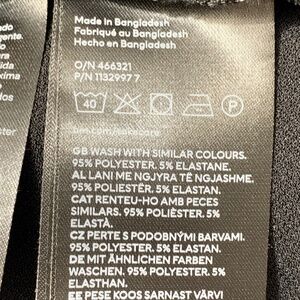 Made in Bangladesh
Fabriqué au Bangladesh
Hecho en Bangladesh
O/N 466321
P/N 1132997 7
40
P
GB WASH WITH SIMILAR COLOURS.
95% POLYESTER. 5% ELASTANE.
AL LANI ME NGJYRA TË NGJASHME.
95% POLIESTËR. 5% ELASTAN.
CAT RENTEU-HO AMB PECES
SIMILARS. 95% POLIÈSTER. 5%
ELASTÀ.
CZ PERTE S PODOBNÝMI BARVAMI.
95% POLYESTER. 5% ELASTAN.
DE MIT ÄHNLICHEN FARBEN
WASCHEN. 95% POLYESTER. 5%
ELASTHAN.
EE PESE KOOS SARNAST VÄRVI